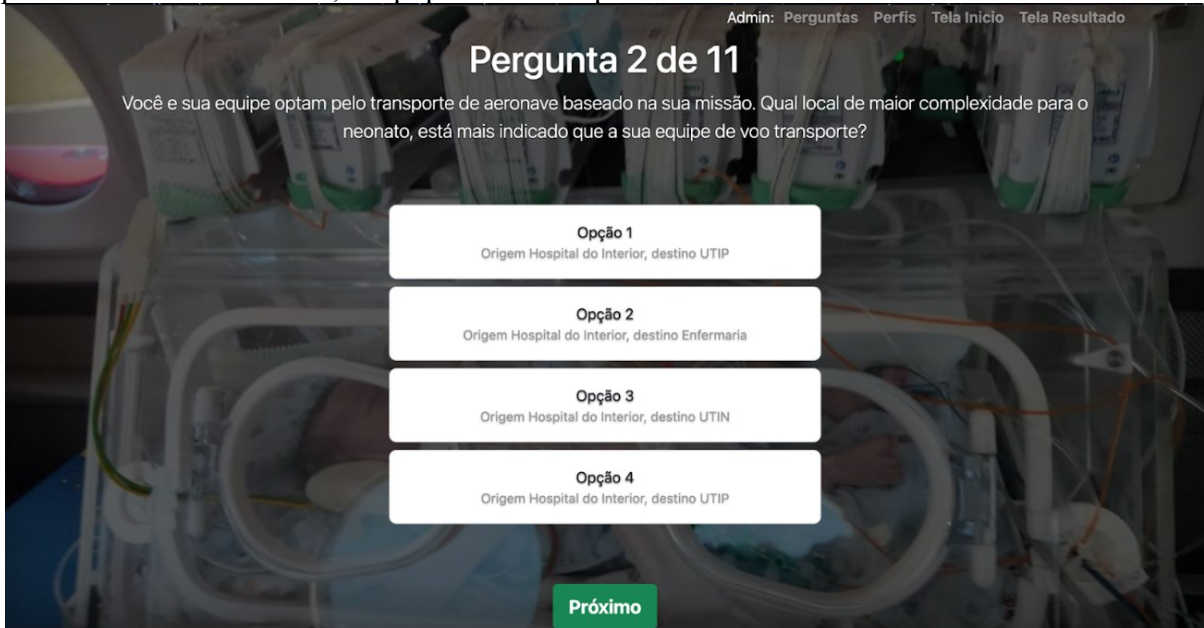 Admin: Perguntas Perfis Tela Inicio Tela Resultado
Pergunta 2 de 11
Você e sua equipe optam pelo transporte de aeronave baseado na sua missão. Qual local de maior complexidade para o
neonato, está mais indicado que a sua equipe de voo transporte?
Opção 1
Origem Hospital do Interior, destino UTIP
Opção 2
Origem Hospital do Interior, destino Enfermaria
Opção 3
Origem Hospital do Interior, destino UTIN
Opção 4
Origem Hospital do Interior, destino UTIP
Próximo